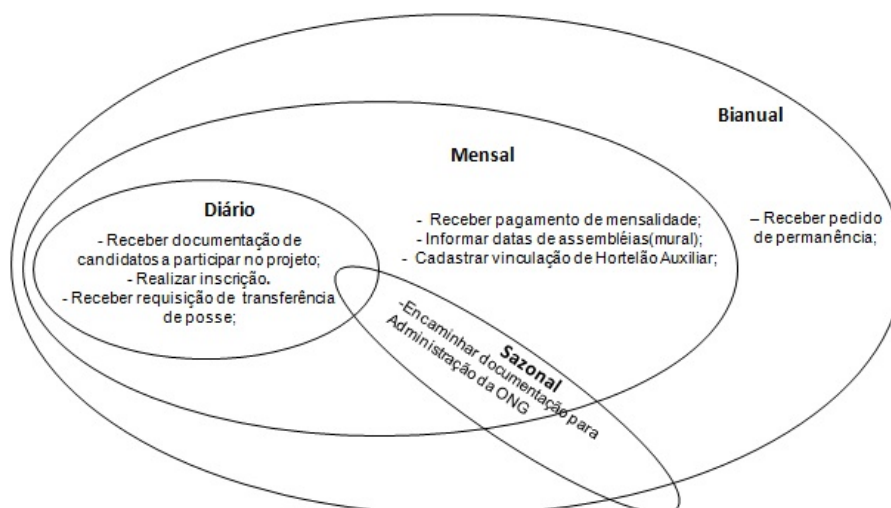 Bianual
Mensal
Diário
- Receber documentação de
candidatos a participar no projeto;
- Realizar inscrição.
- Receber requisição de transferência
de posse;
- Receber pagamento de mensalidade;
- Informar datas de assembléias(mural);
- Cadastrar vinculação de Hortelão Auxiliar;
– Receber pedido
de permanência;
Sazonal
-Encaminhar documentação para
Administração da ONG